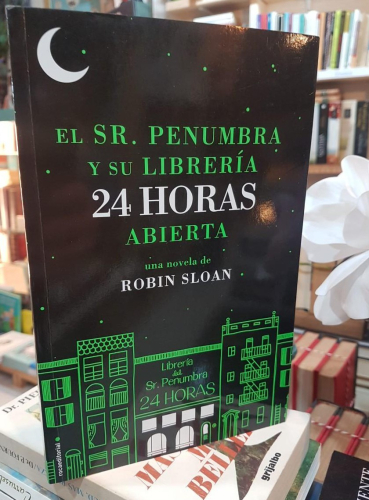 EL SR. PENUMBRA
Y SU LIBRERÍA
24 HORAS
ABIERTA
una novela de
ROBIN SLOAN
Librería
del
Sr. Penumbra
24 HORAS
rocaeditorial
grijalbo